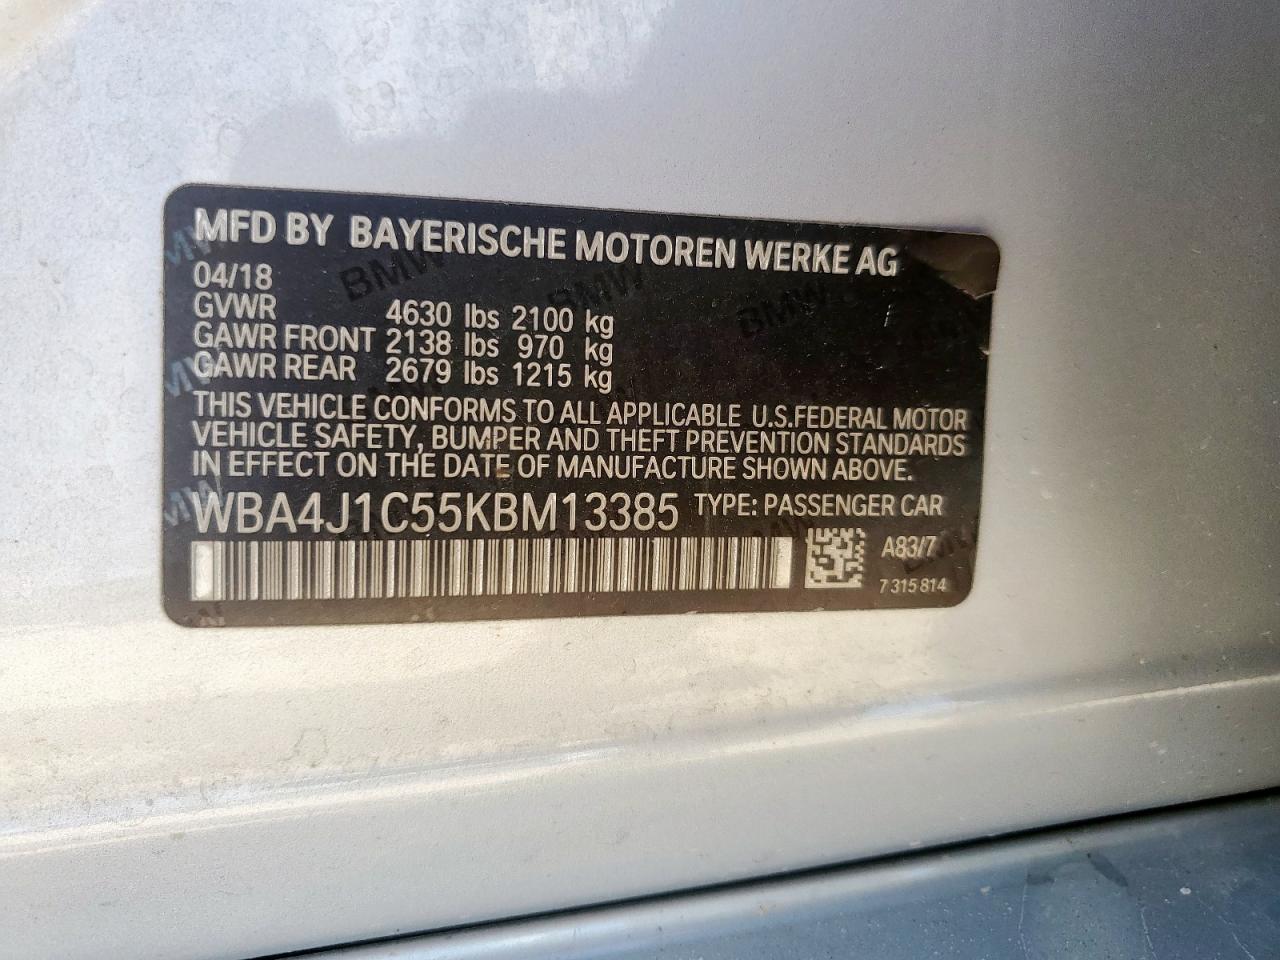 MFD BY BAYERISCHE MOTOREN WERKE AG
04/18
GVWR 4630 lbs 2100 kg
GAWR FRONT 2138 lbs 970 kg
GAWR REAR 2679 lbs 1215 kg
THIS VEHICLE CONFORMS TO ALL APPLICABLE U.S.FEDERAL MOTOR
VEHICLE SAFETY, BUMPER AND THEFT PREVENTION STANDARDS
IN EFFECT ON THE DATE OF MANUFACTURE SHOWN ABOVE.
WBA4J1C55KBM13385 TYPE: PASSENGER CAR
A83/7
7 315 814
BMW
BMW
BMW